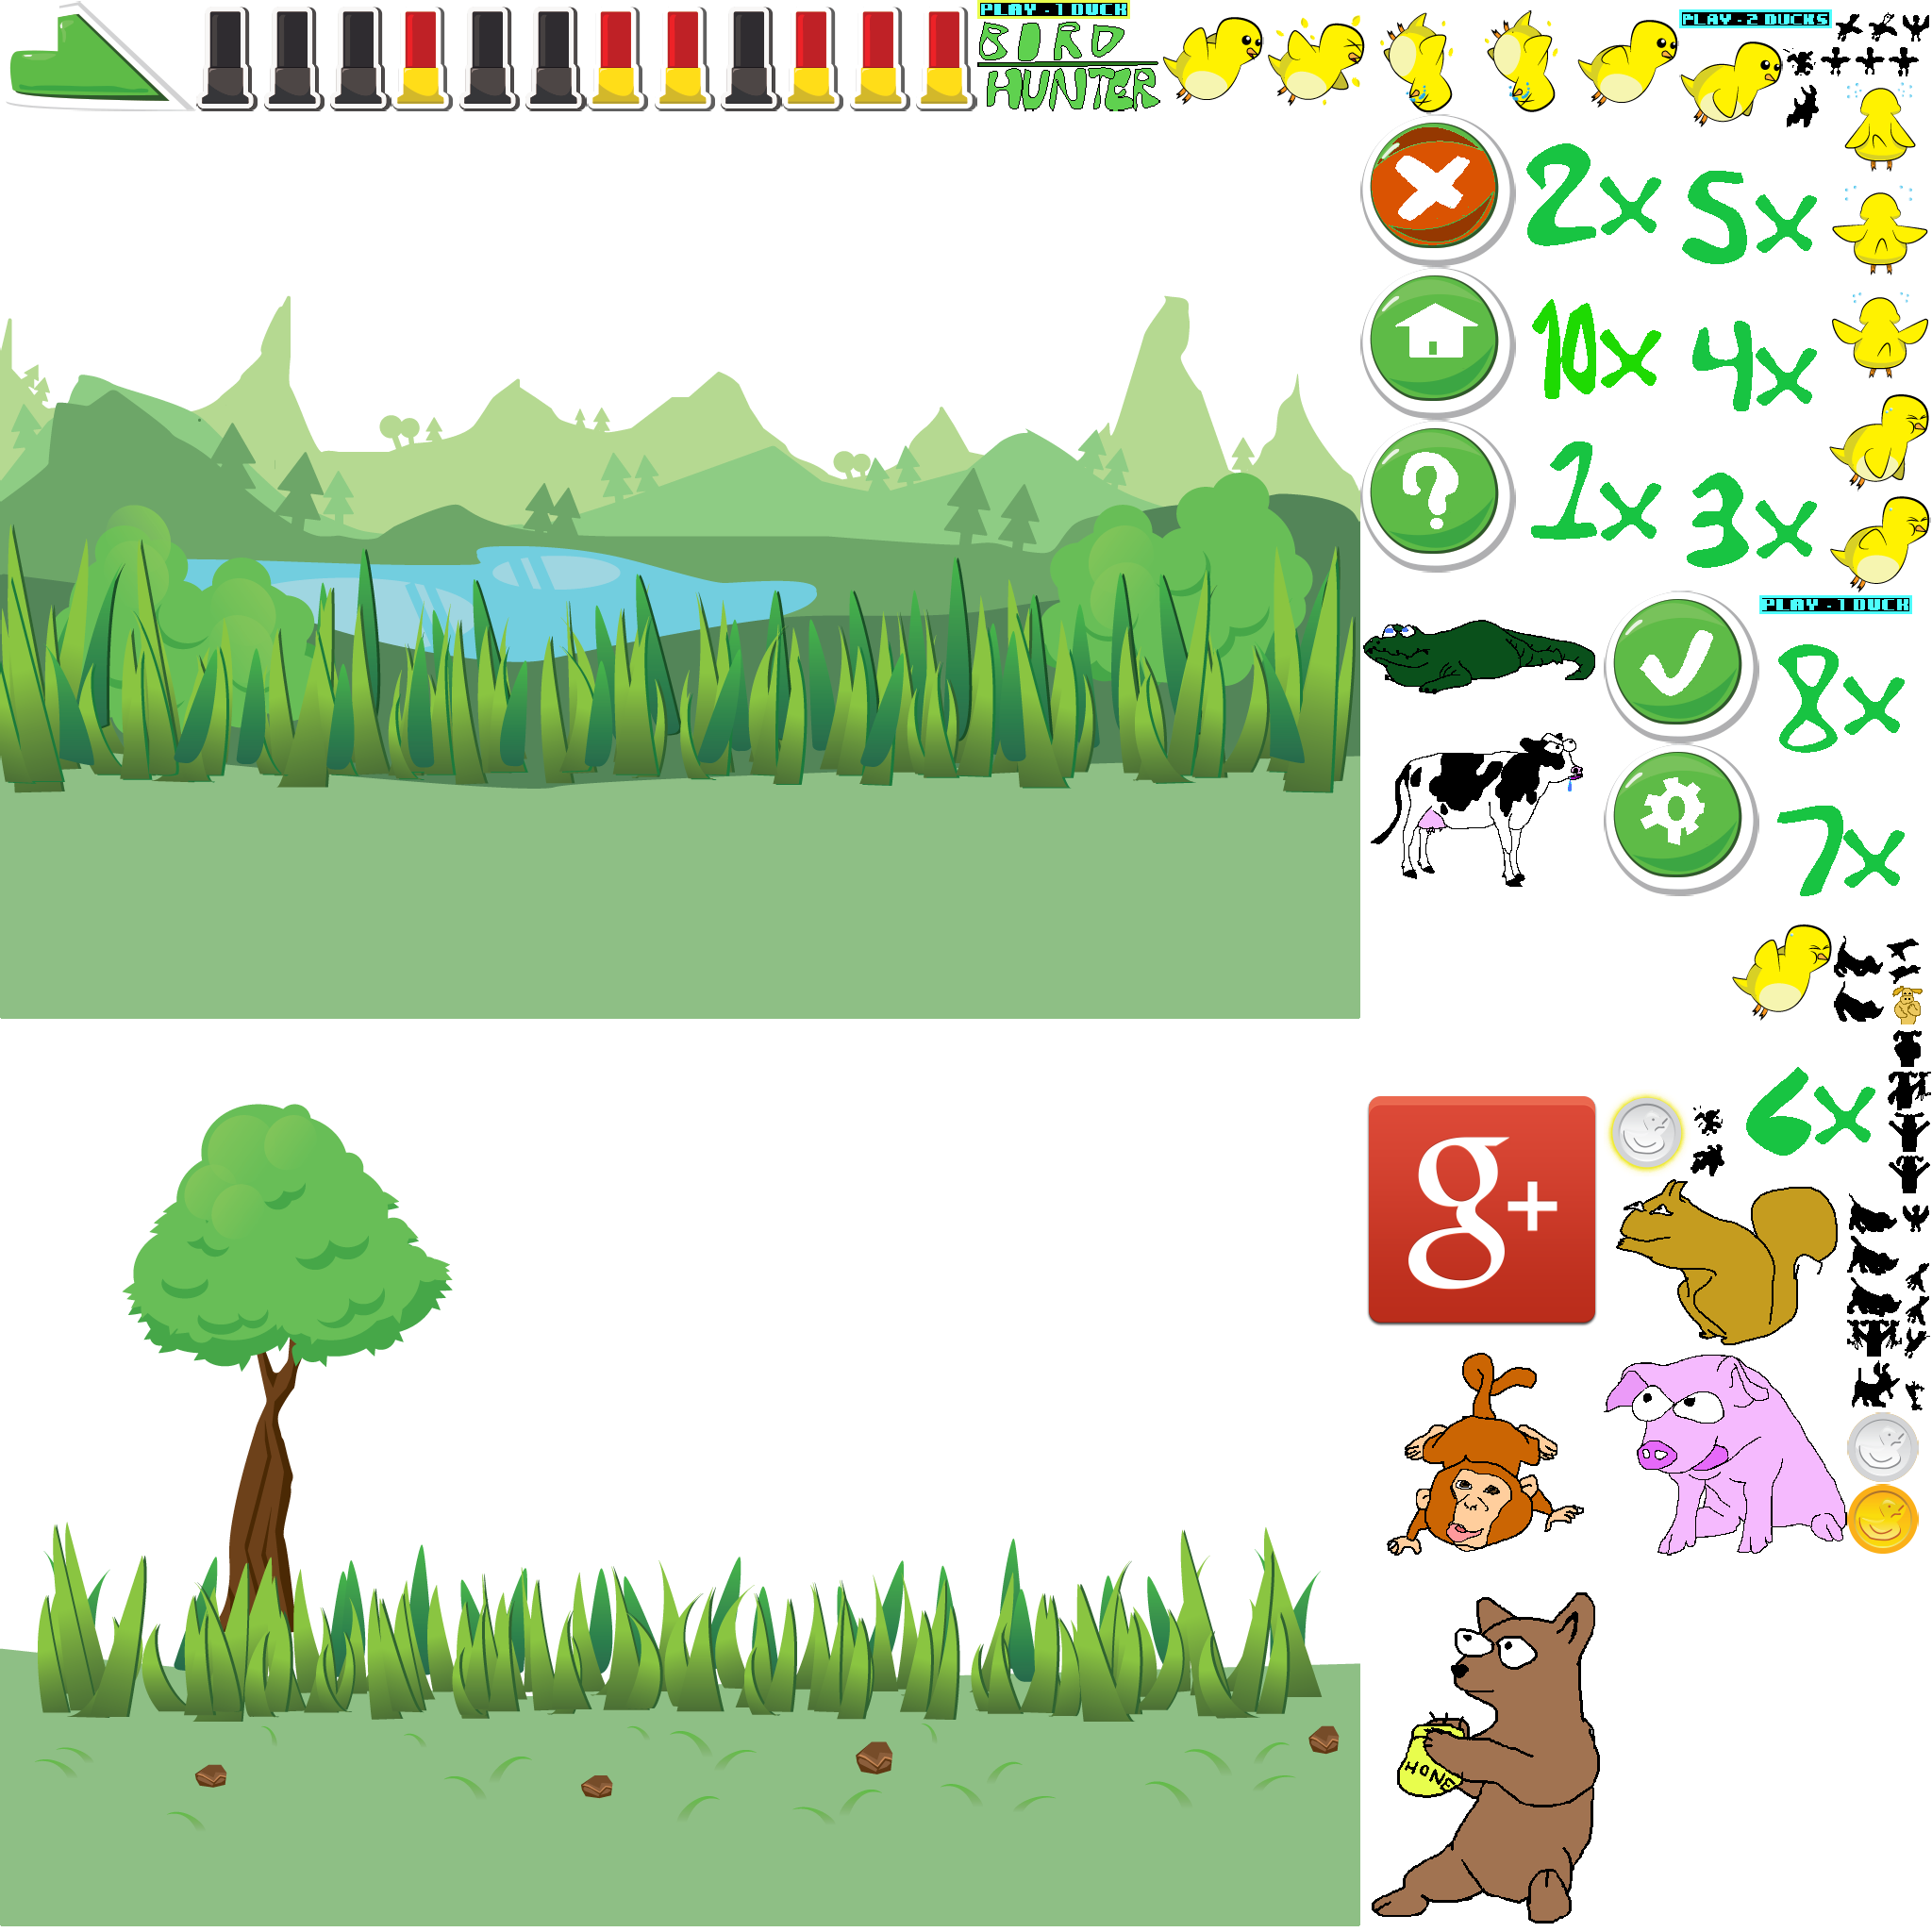 PLAY - 1 DUCK
BIRD
HUNTER
PLAY - 2 DUCKS
2x
5x
10x
4x
?
1x
3x
PLAY - 1 DUCK
8x
7x
6x
g+
HONE